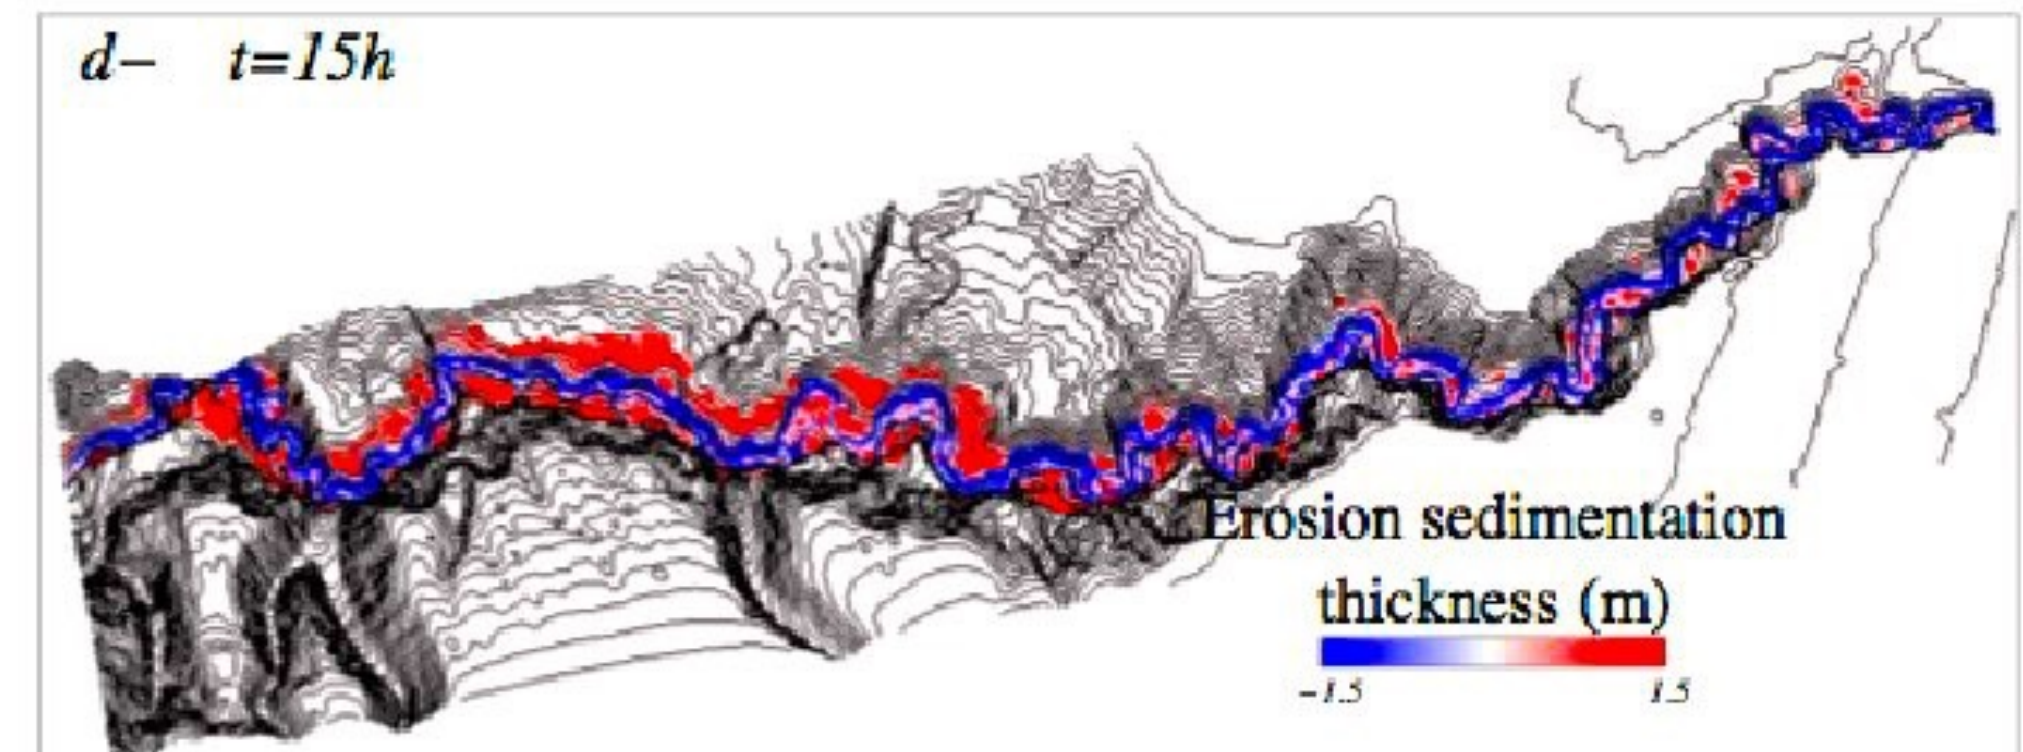 d– t=15h
Erosion sedimentation
thickness (m)
−1.5 1.5